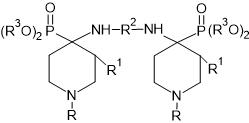 O O
(R³O)₂P NH-R²-NH P(R³O)₂
R¹ R¹
N N
R R